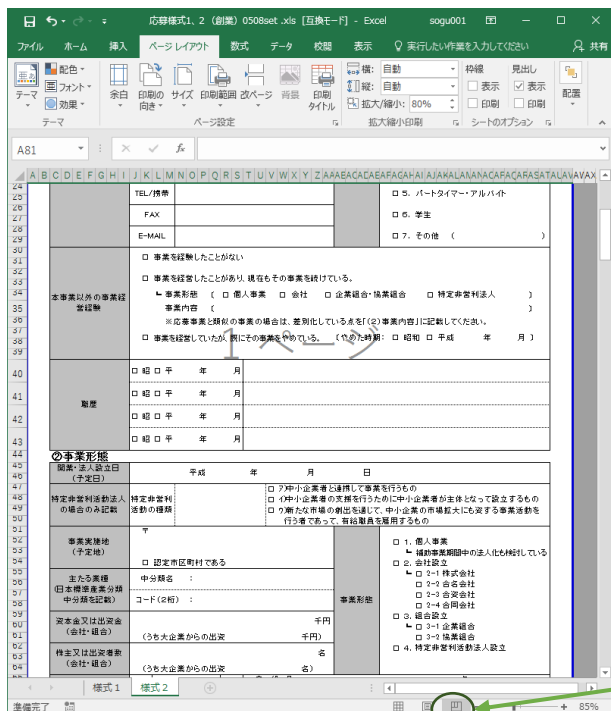 応募様式1、2（創業）0508set .xls [互換モード] - Excel sogu001
ファイル ホーム 挿入 ページ レイアウト 数式 データ 校閲 表示 実行したい作業を入力してください 共有
テーマ 配色 フォント 効果
余白 印刷の向き サイズ 印刷範囲 改ページ 背景 印刷タイトル
横: 自動
縦: 自動
拡大/縮小: 80%
枠線 見出し
表示 表示
印刷 印刷
配置
テーマ ページ設定 拡大縮小印刷 シートのオプション
A81 fx
TEL/携帯 □ 5．パートタイマー・アルバイト
FAX □ 6．学生
E-MAIL □ 7．その他 （ ）
本事業以外の事業経営経験
□ 事業を経験したことがない
□ 事業を経営したことがあり、現在もその事業を続けている。
┗ 事業形態 〔 □ 個人事業 □ 会社 □ 企業組合・協業組合 □ 特定非営利法人 〕
事業内容 〔 〕
※応募事業と類似の事業の場合は、差別化している点を「(2)事業内容」に記載してください。
□ 事業を経営していたが、既にその事業をやめている。 〔やめた時期: □ 昭和 □ 平成 年 月 〕
1 ページ
職歴
□ 昭 □ 平 年 月
□ 昭 □ 平 年 月
□ 昭 □ 平 年 月
□ 昭 □ 平 年 月
②事業形態
開業・法人設立日
（予定日）
平成 年 月 日
特定非営利活動法人の場合のみ記載
特定非営利活動の種類
□ ア)中小企業者と連携して事業を行うもの
□ イ)中小企業者の支援を行うために中小企業者が主体となって設立するもの
□ ウ)新たな市場の創出を通じて、中小企業の市場拡大にも資する事業活動を
行う者であって、有給職員を雇用するもの
事業実施地
（予定地）
〒
□ 認定市区町村である
主たる業種
(日本標準産業分類
中分類を記載)
中分類名 ：
コード(2桁) ：
資本金又は出資金
（会社・組合）
千円
（うち大企業からの出資 千円）
株主又は出資者数
（会社・組合）
名
（うち大企業からの出資 名）
事業形態
□ 1．個人事業
┗ □ 補助事業期間中の法人化も検討している
□ 2．会社設立
┗ □ 2-1 株式会社
□ 2-2 合名会社
□ 2-3 合資会社
□ 2-4 合同会社
□ 3．組合設立
┗ □ 3-1 企業組合
□ 3-2 協業組合
□ 4．特定非営利活動法人設立
様式1 様式2
準備完了 85%